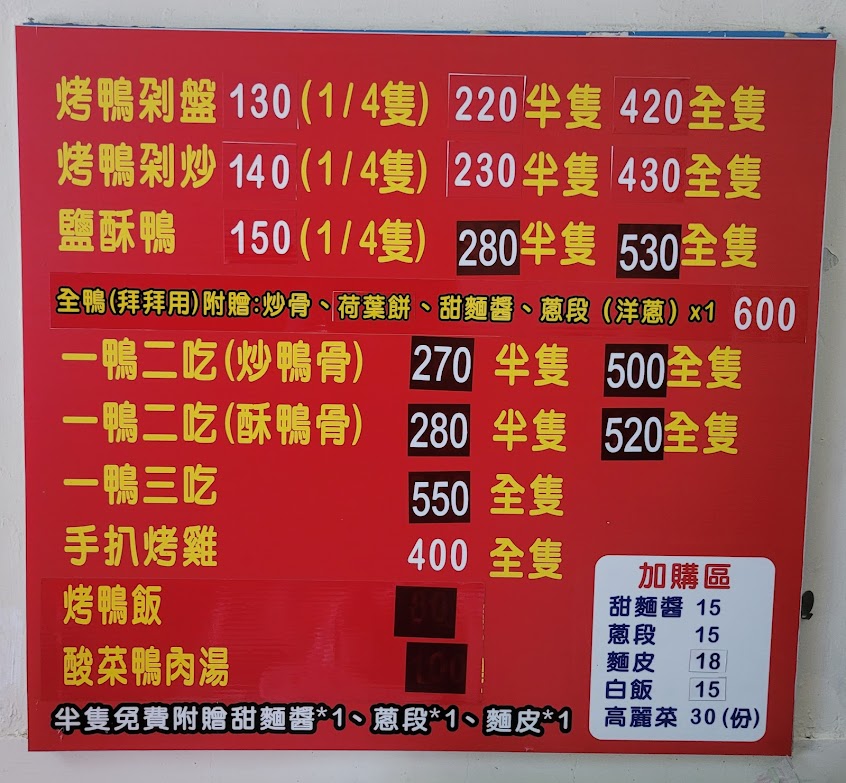 烤鴨剁盤 130 (1/4隻) 220 半隻 420 全隻
烤鴨剁炒 140 (1/4隻) 230 半隻 430 全隻
鹽酥鴨 150 (1/4隻) 280 半隻 530 全隻
全鴨(拜拜用)附贈:炒骨、荷葉餅、甜麵醬、蔥段（洋蔥）x1 600
一鴨二吃(炒鴨骨) 270 半隻 500 全隻
一鴨二吃(酥鴨骨) 280 半隻 520 全隻
一鴨三吃 550 全隻
手扒烤雞 400 全隻
烤鴨飯
酸菜鴨肉湯
半隻免費附贈甜麵醬*1、蔥段*1、麵皮*1
加購區
甜麵醬 15
蔥段 15
麵皮 18
白飯 15
高麗菜 30(份)